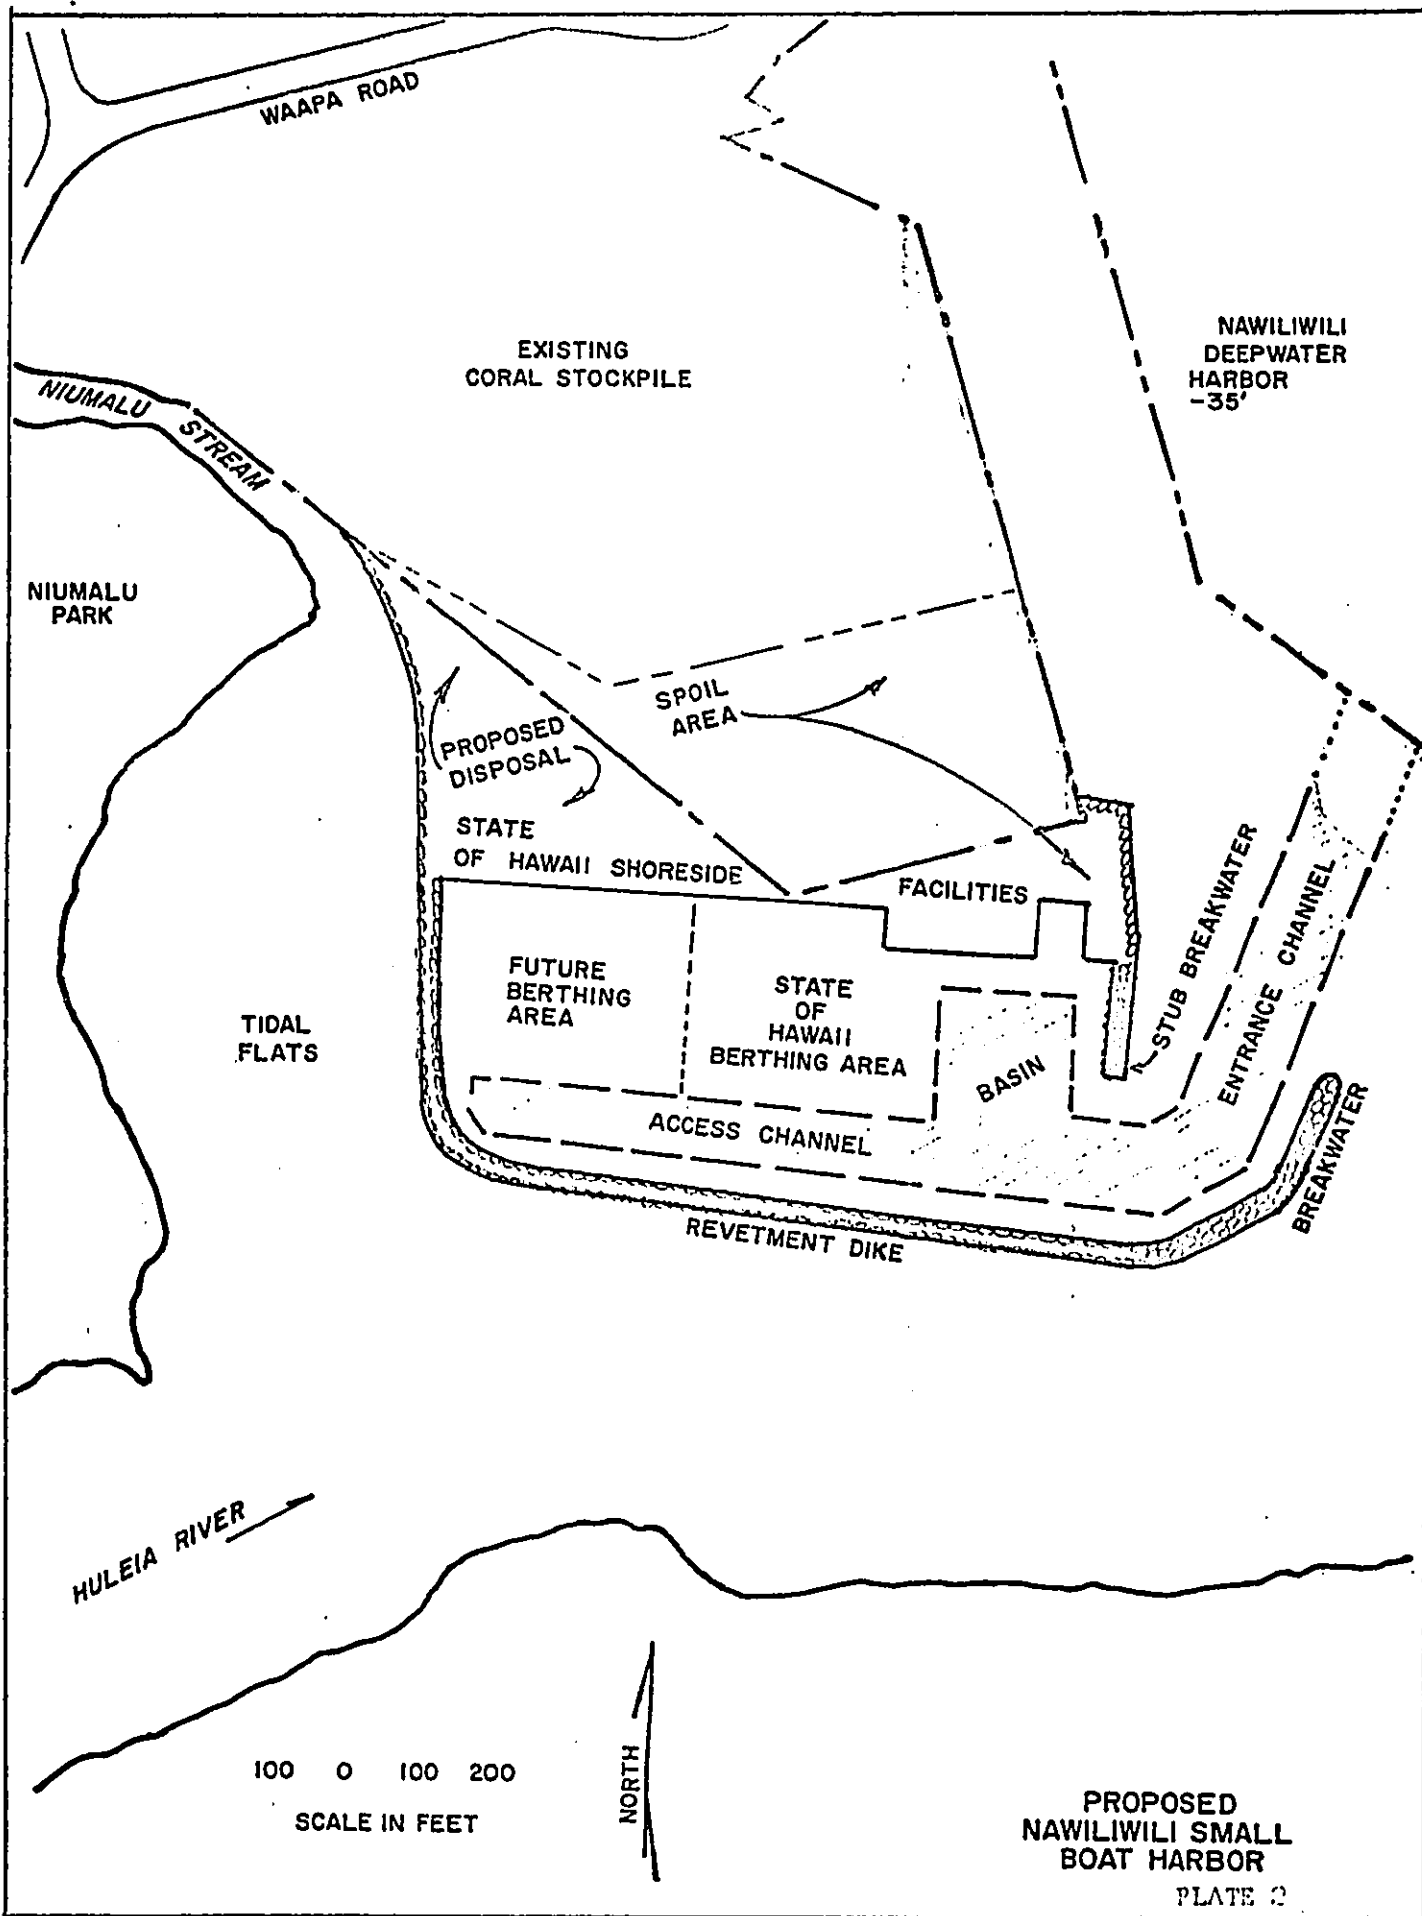 WAAPA ROAD
EXISTING
CORAL STOCKPILE
NAWILIWILI
DEEPWATER
HARBOR
-35'
NIUMALU
STREAM
NIUMALU
PARK
SPOIL
AREA
PROPOSED
DISPOSAL
STATE
OF HAWAII SHORESIDE
FACILITIES
STUB BREAKWATER
ENTRANCE CHANNEL
FUTURE
BERTHING
AREA
STATE
OF
HAWAII
BERTHING AREA
BASIN
TIDAL
FLATS
ACCESS CHANNEL
BREAKWATER
REVETMENT DIKE
HULEIA RIVER
100 0 100 200
SCALE IN FEET
NORTH
PROPOSED
NAWILIWILI SMALL
BOAT HARBOR
PLATE 2